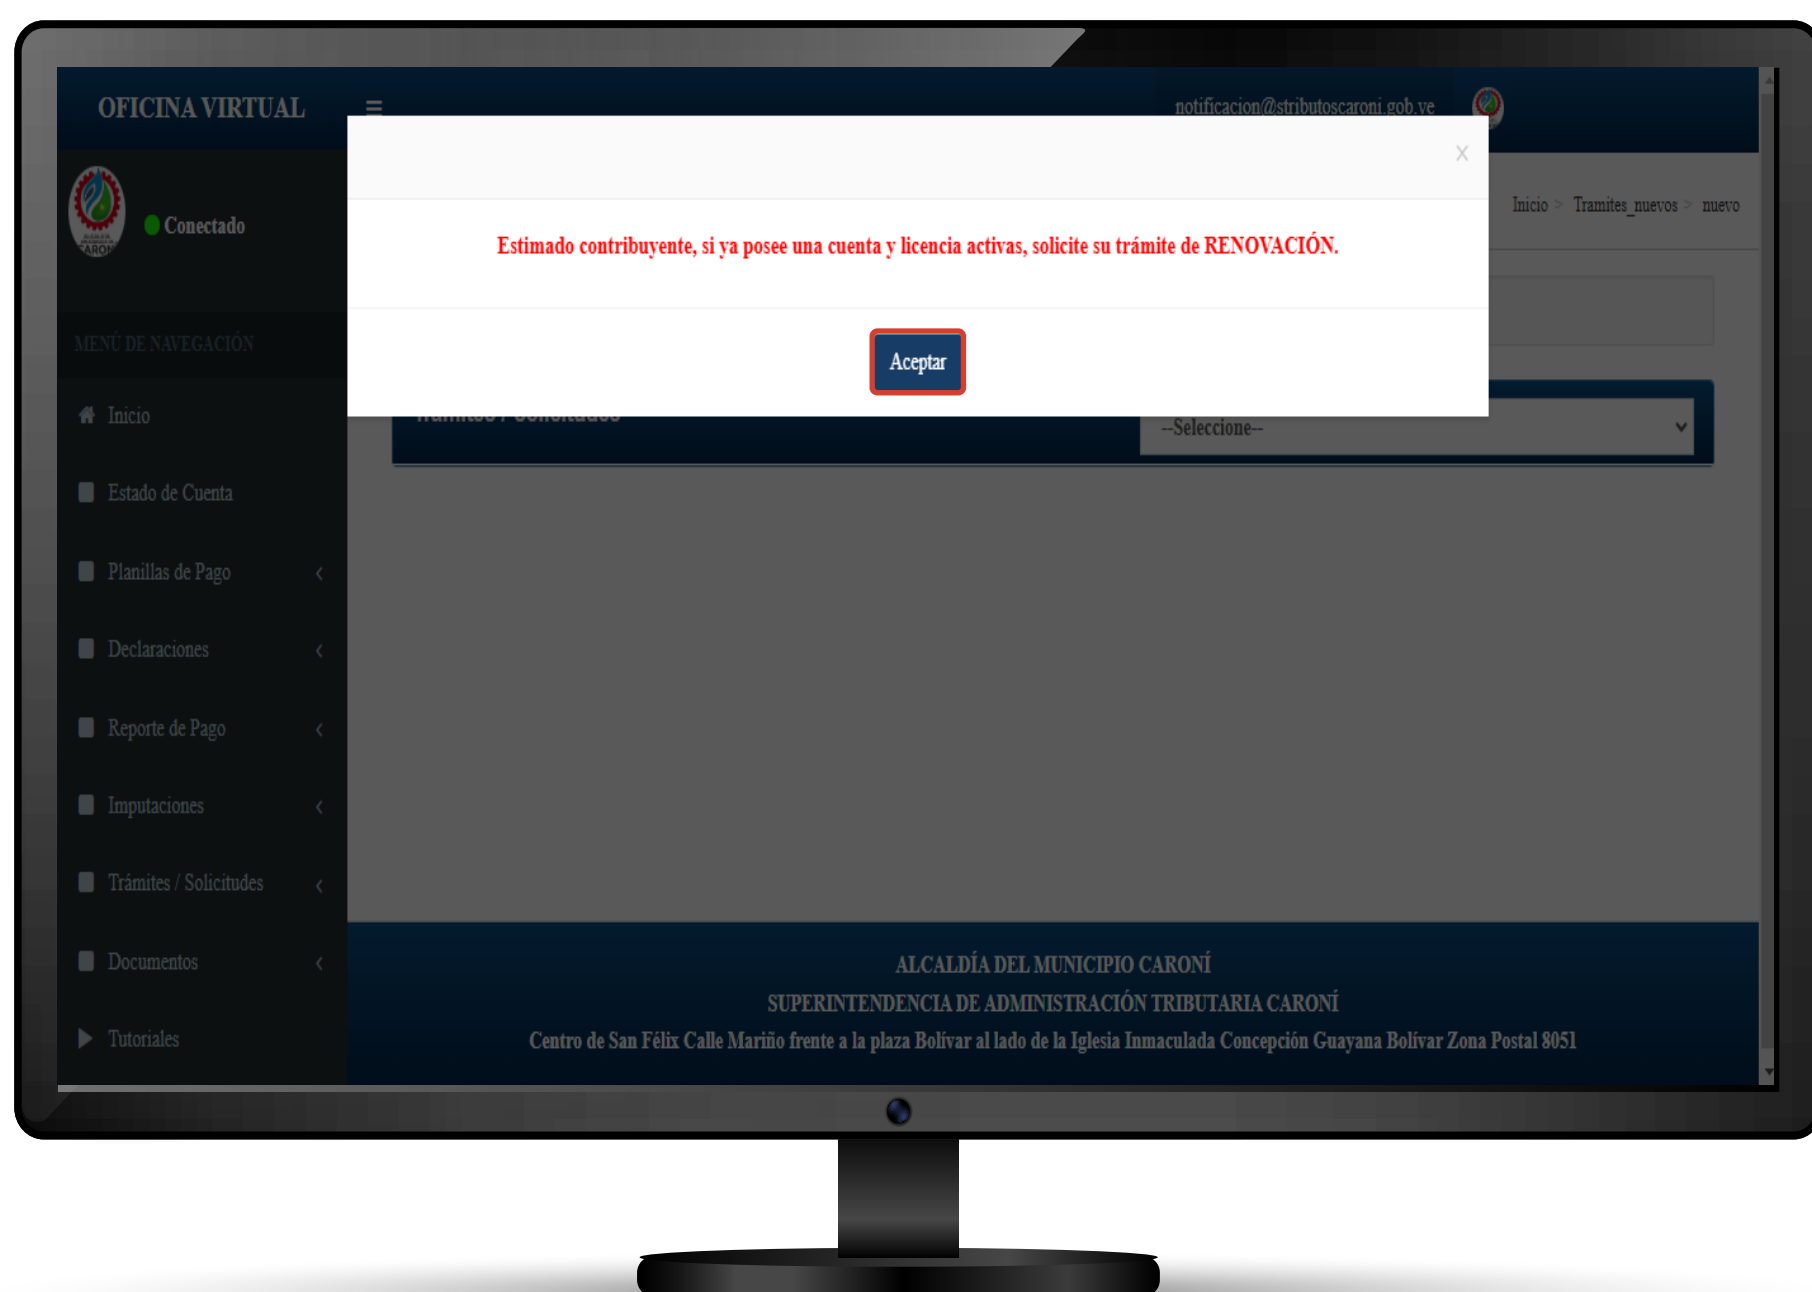 OFICINA VIRTUAL
notificacion@stributoscaroni.gob.ve
X
Conectado
CARONÍ
Inicio > Tramites_nuevos > nuevo
Estimado contribuyente, si ya posee una cuenta y licencia activas, solicite su trámite de RENOVACIÓN.
Aceptar
MENÚ DE NAVEGACIÓN
Inicio
Trámites / Solicitudes
--Seleccione--
Estado de Cuenta
Planillas de Pago
Declaraciones
Reporte de Pago
Imputaciones
Trámites / Solicitudes
Documentos
Tutoriales
ALCALDÍA DEL MUNICIPIO CARONÍ
SUPERINTENDENCIA DE ADMINISTRACIÓN TRIBUTARIA CARONÍ
Centro de San Félix Calle Mariño frente a la plaza Bolívar al lado de la Iglesia Inmaculada Concepción Guayana Bolívar Zona Postal 8051